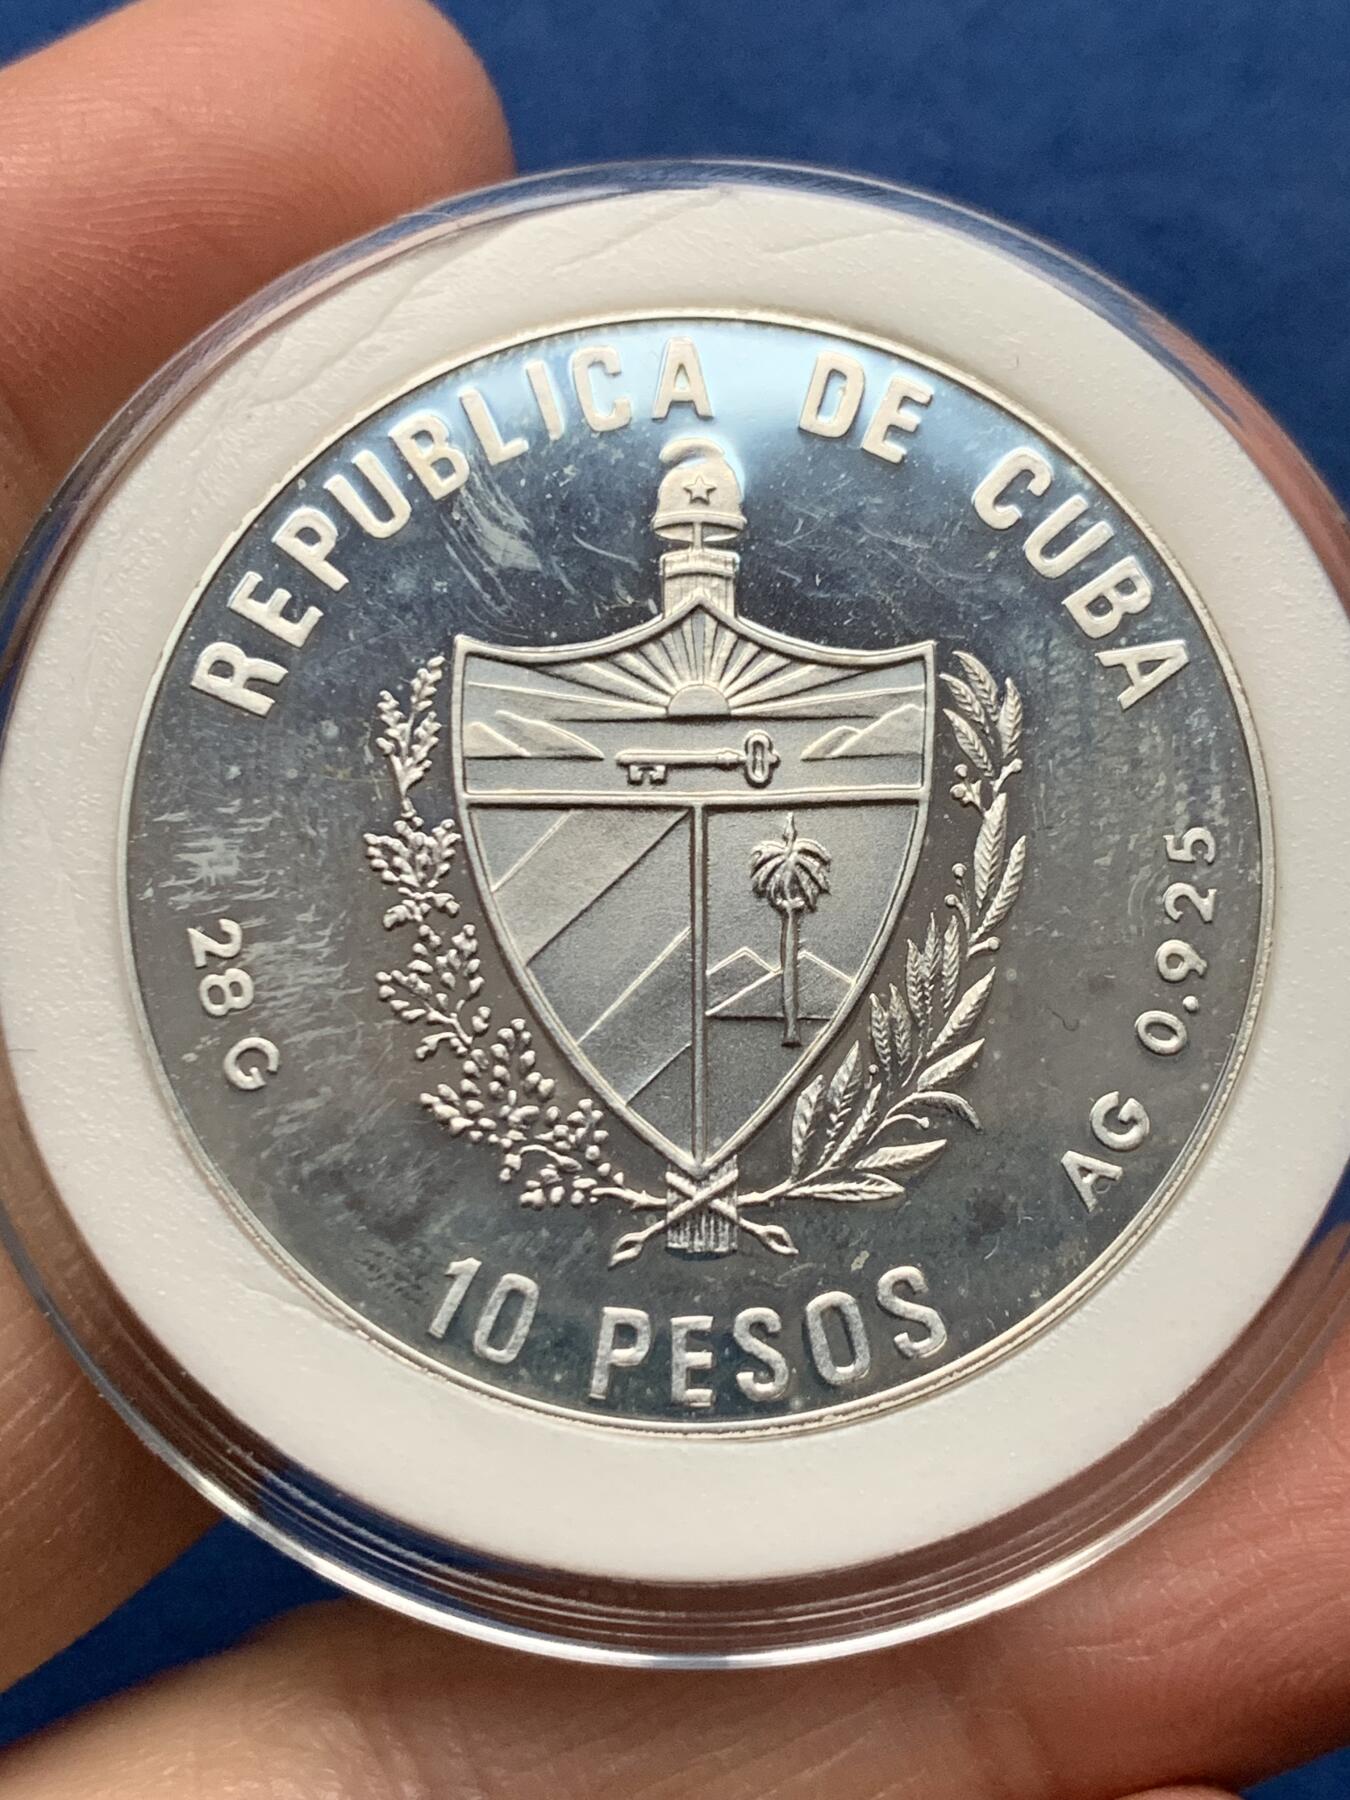 REPUBLICA DE CUBA
28 G
AG 0.925
10 PESOS